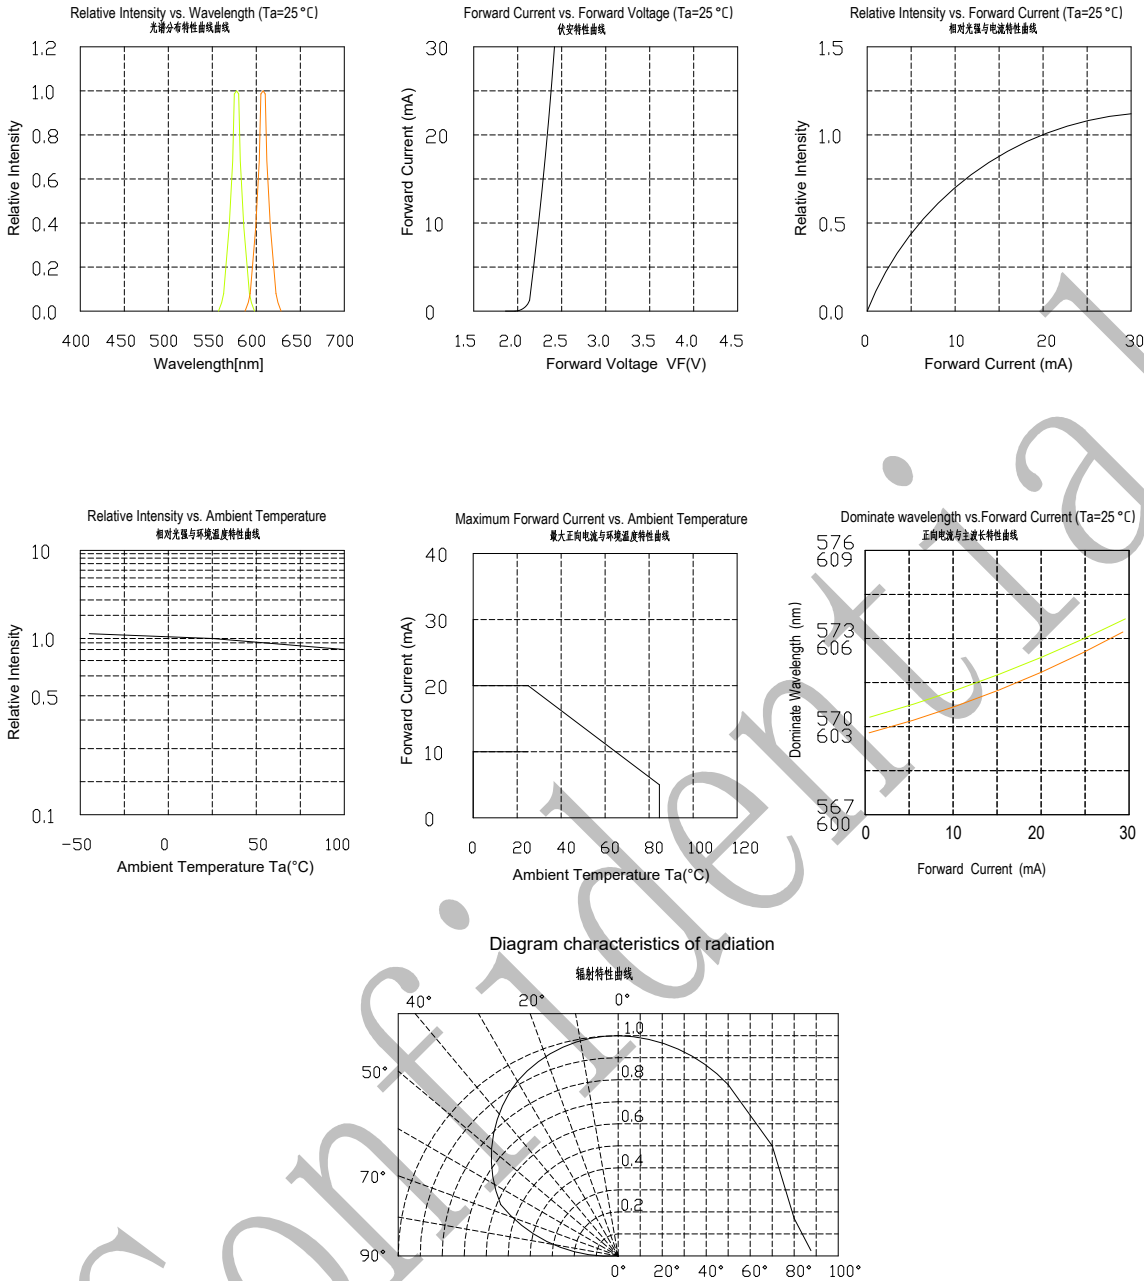 Relative Intensity vs. Wavelength (Ta=25°C)
光谱分布特性曲线曲线
1.2
1.0
0.8
0.6
0.4
0.2
0.0
Relative Intensity
400 450 500 550 600 650 700
Wavelength[nm]
Forward Current vs. Forward Voltage (Ta=25°C)
伏安特性曲线
30
20
10
0
Forward Current (mA)
1.5 2.0 2.5 3.0 3.5 4.0 4.5
Forward Voltage VF(V)
Relative Intensity vs. Forward Current (Ta=25°C)
相对光强与电流特性曲线
1.5
1.0
0.5
0.0
Relative Intensity
0 10 20 30
Forward Current (mA)
Relative Intensity vs. Ambient Temperature
相对光强与环境温度特性曲线
10
1.0
0.5
0.1
Relative Intensity
-50 0 50 100
Ambient Temperature Ta(°C)
Maximum Forward Current vs. Ambient Temperature
最大正向电流与环境温度特性曲线
40
30
20
10
0
Forward Current (mA)
0 20 40 60 80 100 120
Ambient Temperature Ta(°C)
Dominate wavelength vs.Forward Current (Ta=25°C)
正向电流与主波长特性曲线
576
609
573
606
570
603
567
600
Dominate Wavelength (nm)
0 10 20 30
Forward Current (mA)
Diagram characteristics of radiation
辐射特性曲线
40° 20° 0°
50°
70°
90°
1.0
0.8
0.6
0.4
0.2
0° 20° 40° 60° 80° 100°
Confidential